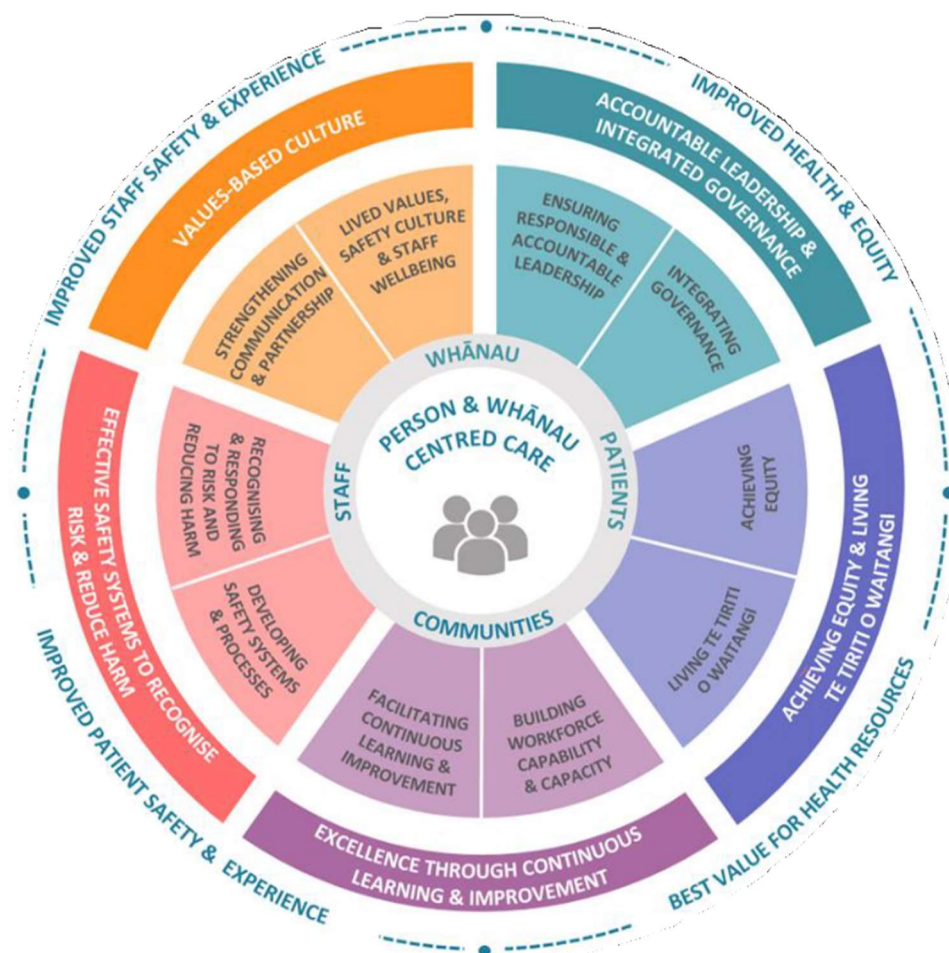 IMPROVED STAFF SAFETY & EXPERIENCE
IMPROVED HEALTH & EQUITY
BEST VALUE FOR HEALTH RESOURCES
IMPROVED PATIENT SAFETY & EXPERIENCE
VALUES-BASED CULTURE
ACCOUNTABLE LEADERSHIP &
INTEGRATED GOVERNANCE
ACHIEVING EQUITY & LIVING
TE TIRITI O WAITANGI
EXCELLENCE THROUGH CONTINUOUS
LEARNING & IMPROVEMENT
EFFECTIVE SAFETY SYSTEMS TO RECOGNISE
RISK & REDUCE HARM
STRENGTHENING
COMMUNICATION
& PARTNERSHIP
LIVED VALUES,
SAFETY CULTURE
& STAFF
WELLBEING
ENSURING
RESPONSIBLE &
ACCOUNTABLE
LEADERSHIP
INTEGRATING
GOVERNANCE
ACHIEVING
EQUITY
LIVING TE TIRITI
O WAITANGI
BUILDING
WORKFORCE
CAPABILITY
& CAPACITY
FACILITATING
CONTINUOUS
LEARNING &
IMPROVEMENT
DEVELOPING
SAFETY SYSTEMS
& PROCESSES
RECOGNISING
& RESPONDING
TO RISK AND
REDUCING HARM
WHĀNAU
PATIENTS
COMMUNITIES
STAFF
PERSON & WHĀNAU
CENTRED CARE